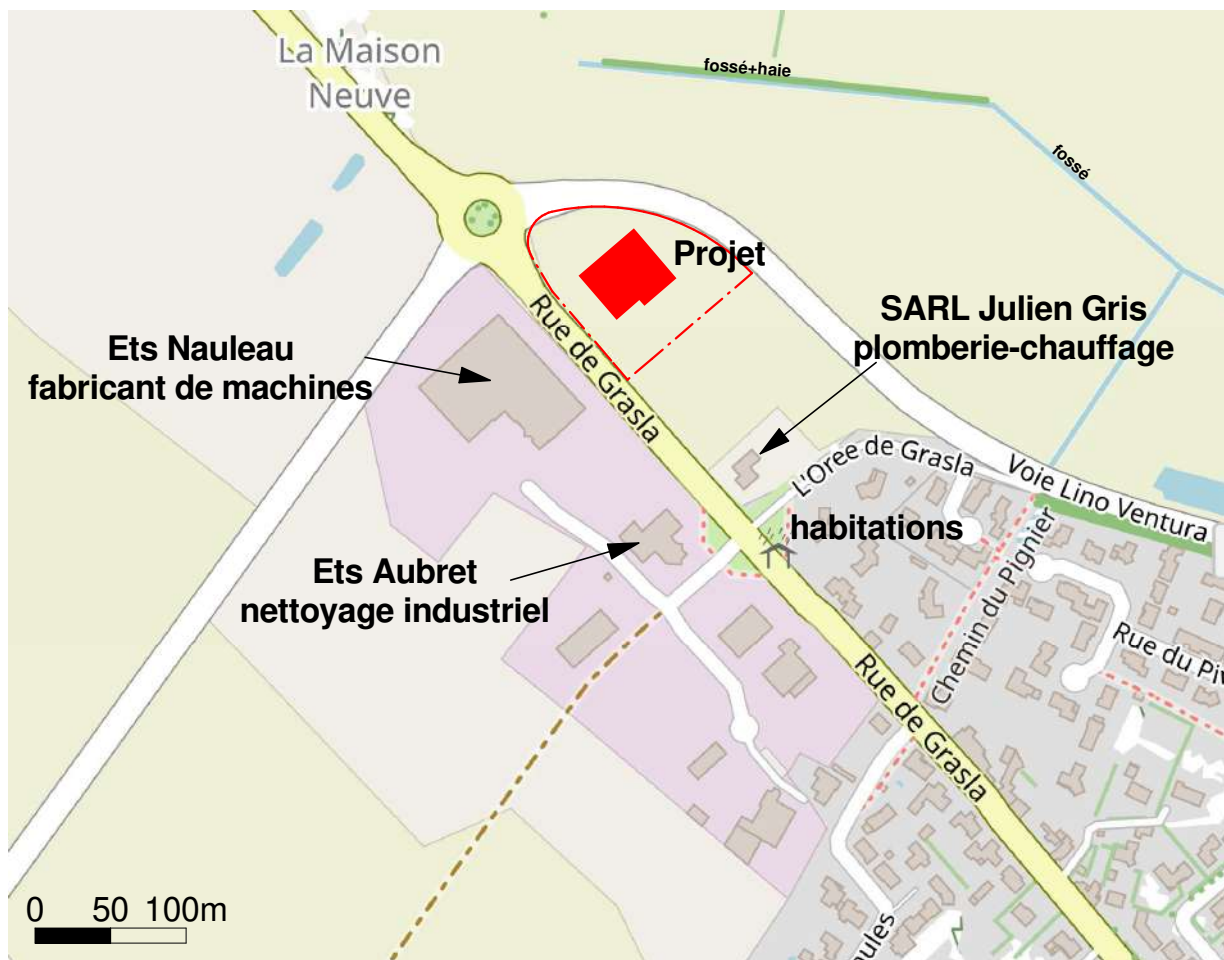 La Maison
Neuve
fossé+haie
fossé
Projet
Rue de Grasla
SARL Julien Gris
plomberie-chauffage
Ets Nauleau
fabricant de machines
L'Oree de Grasla
Voie Lino Ventura
habitations
Ets Aubret
nettoyage industriel
Chemin du Pignier
Rue du Piv
Rue de Grasla
aules
0 50 100m